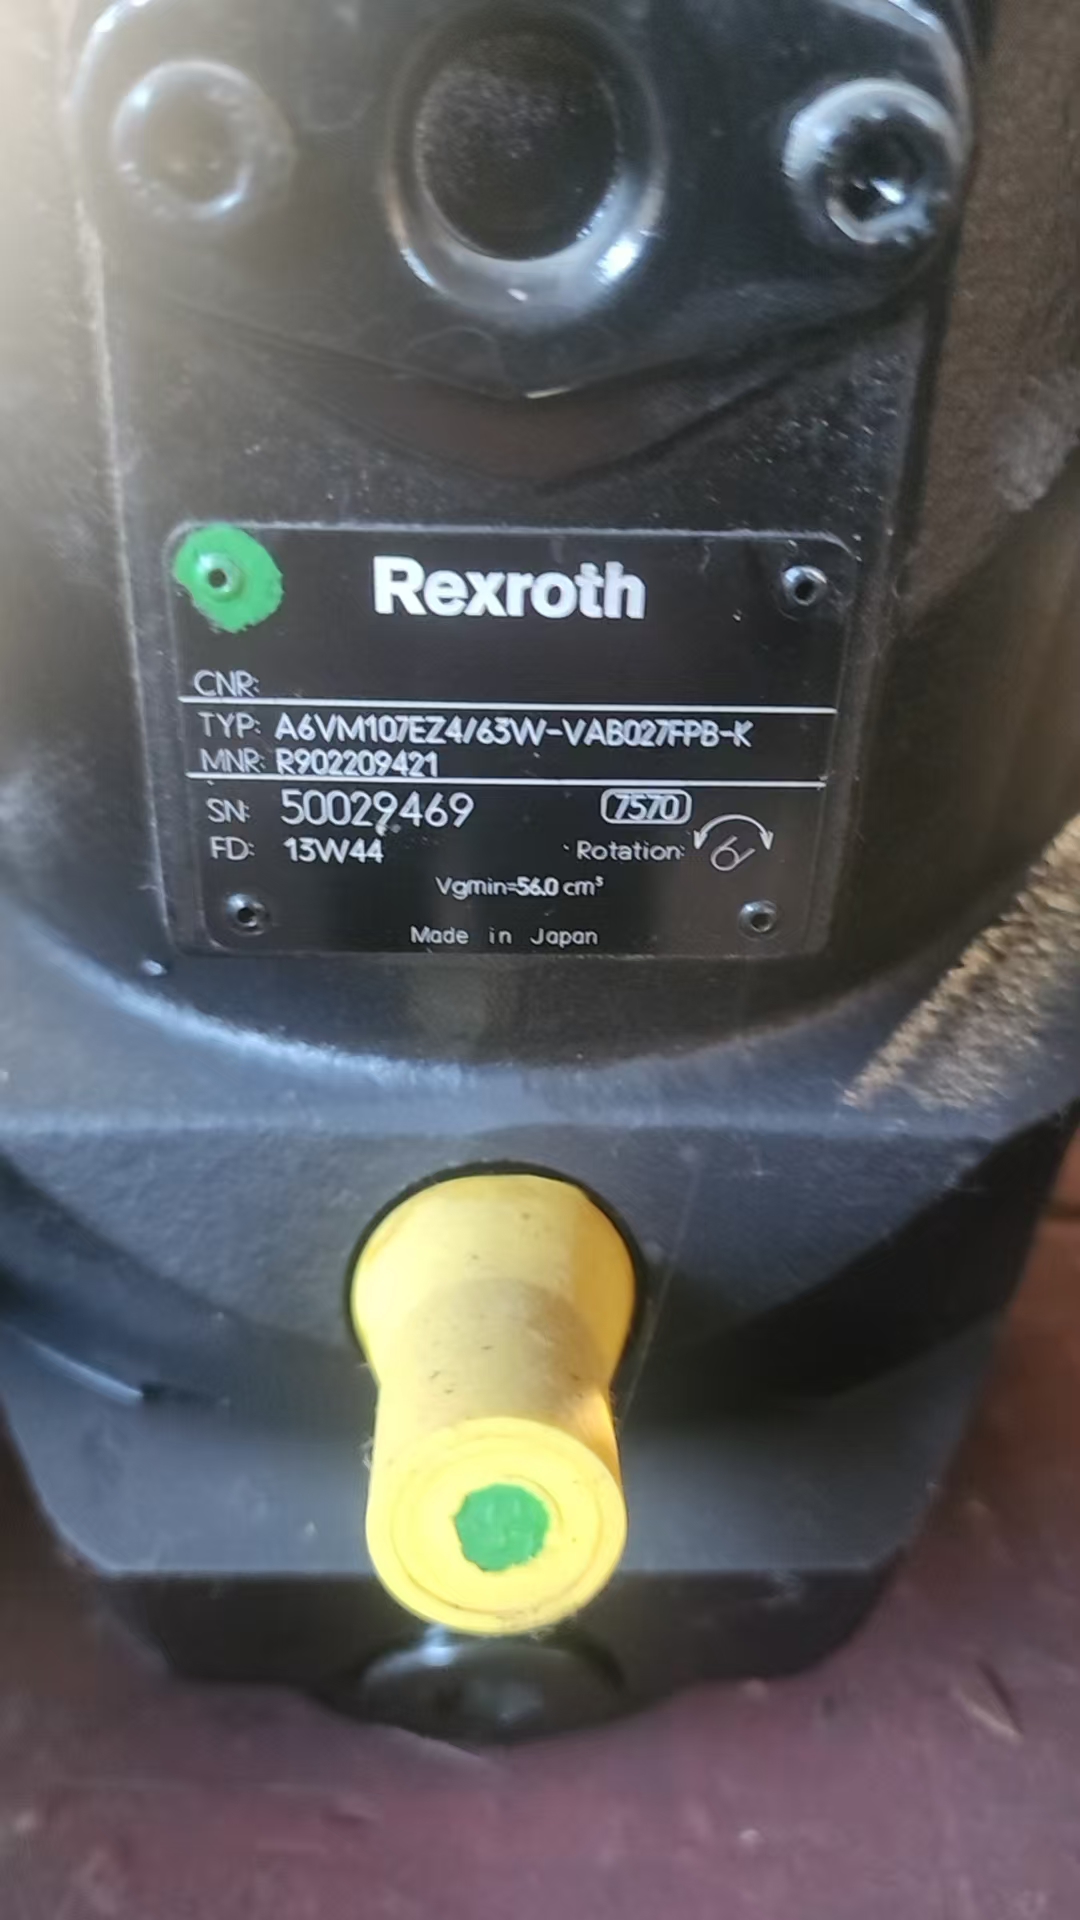 Rexroth
CNR:
TYP: A6VM107EZ4/63W-VAB027FPB-K
MNR: R902209421
SN: 50029469 7570
FD: 13W44 Rotation:
Vgmin=56.0 cm³
Made in Japan